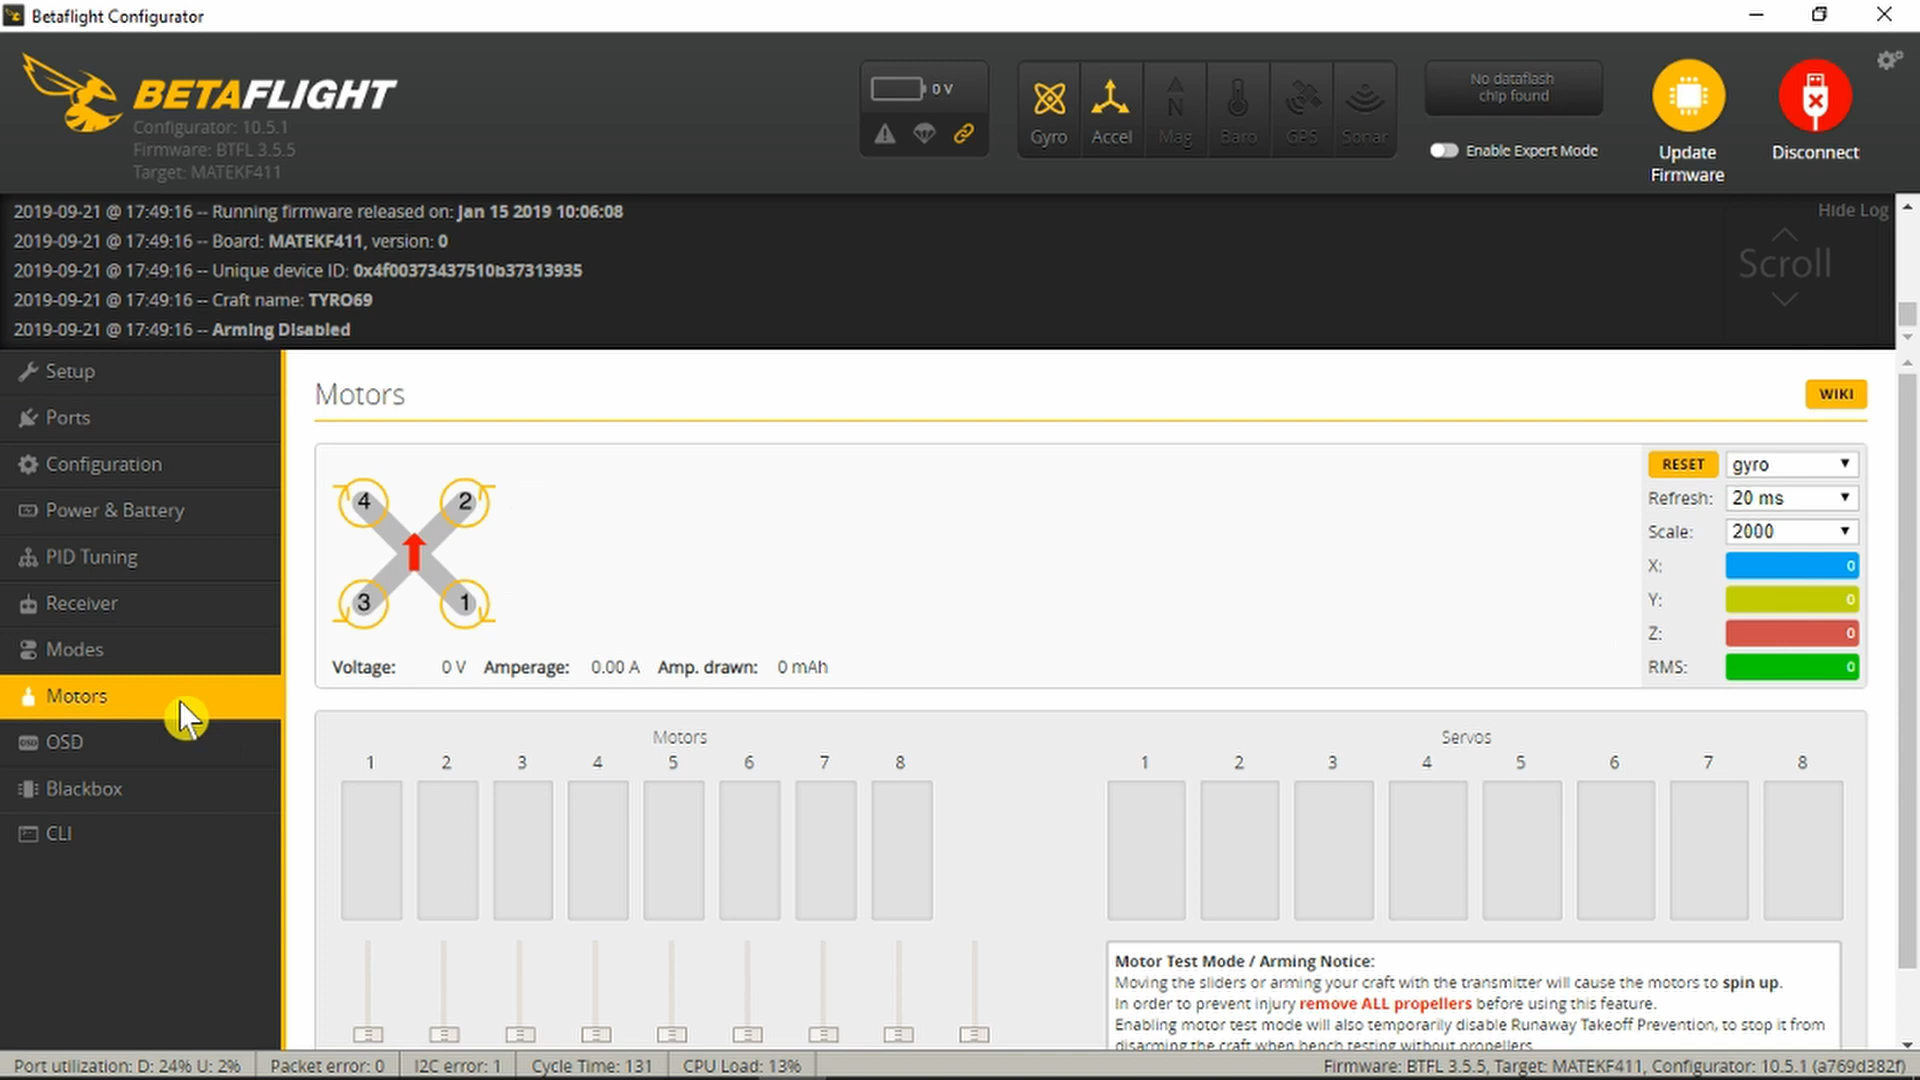 Betaflight Configurator
BETAFLIGHT
Configurator: 10.5.1
Firmware: BTFL 3.5.5
Target: MATEKF411
0 V
Gyro
Accel
Mag
Baro
GPS
Sonar
No dataflash
chip found
Enable Expert Mode
Update
Firmware
Disconnect
2019-09-21 @ 17:49:16 -- Running firmware released on: Jan 15 2019 10:06:08
2019-09-21 @ 17:49:16 -- Board: MATEKF411, version: 0
2019-09-21 @ 17:49:16 -- Unique device ID: 0x4f00373437510b37313935
2019-09-21 @ 17:49:16 -- Craft name: TYRO69
2019-09-21 @ 17:49:16 -- Arming Disabled
Hide Log
Scroll
Setup
Ports
Configuration
Power & Battery
PID Tuning
Receiver
Modes
Motors
OSD
Blackbox
CLI
Motors
WIKI
4 2
3 1
Voltage: 0 V Amperage: 0.00 A Amp. drawn: 0 mAh
RESET gyro
Refresh: 20 ms
Scale: 2000
X: 0
Y: 0
Z: 0
RMS: 0
Motors
1 2 3 4 5 6 7 8
Servos
1 2 3 4 5 6 7 8
Motor Test Mode / Arming Notice:
Moving the sliders or arming your craft with the transmitter will cause the motors to spin up.
In order to prevent injury remove ALL propellers before using this feature.
Enabling motor test mode will also temporarily disable Runaway Takeoff Prevention, to stop it from
disarming the craft when bench testing without propellers.
Port utilization: D: 24% U: 2%
Packet error: 0
I2C error: 1
Cycle Time: 131
CPU Load: 13%
Firmware: BTFL 3.5.5, Target: MATEKF411, Configurator: 10.5.1 (a769d382f)